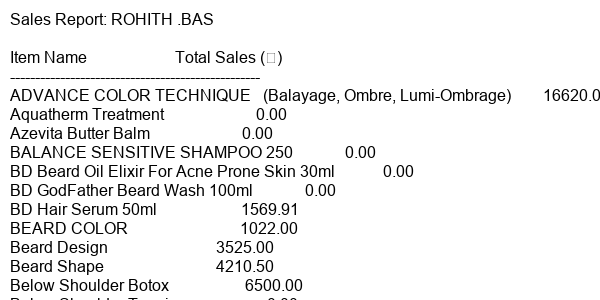 Sales Report: ROHITH .BAS
Item Name Total Sales (▯)
--------------------------------------------------
ADVANCE COLOR TECHNIQUE (Balayage, Ombre, Lumi-Ombrage) 16620.0
Aquatherm Treatment 0.00
Azevita Butter Balm 0.00
BALANCE SENSITIVE SHAMPOO 250 0.00
BD Beard Oil Elixir For Acne Prone Skin 30ml 0.00
BD GodFather Beard Wash 100ml 0.00
BD Hair Serum 50ml 1569.91
BEARD COLOR 1022.00
Beard Design 3525.00
Beard Shape 4210.50
Below Shoulder Botox 6500.00